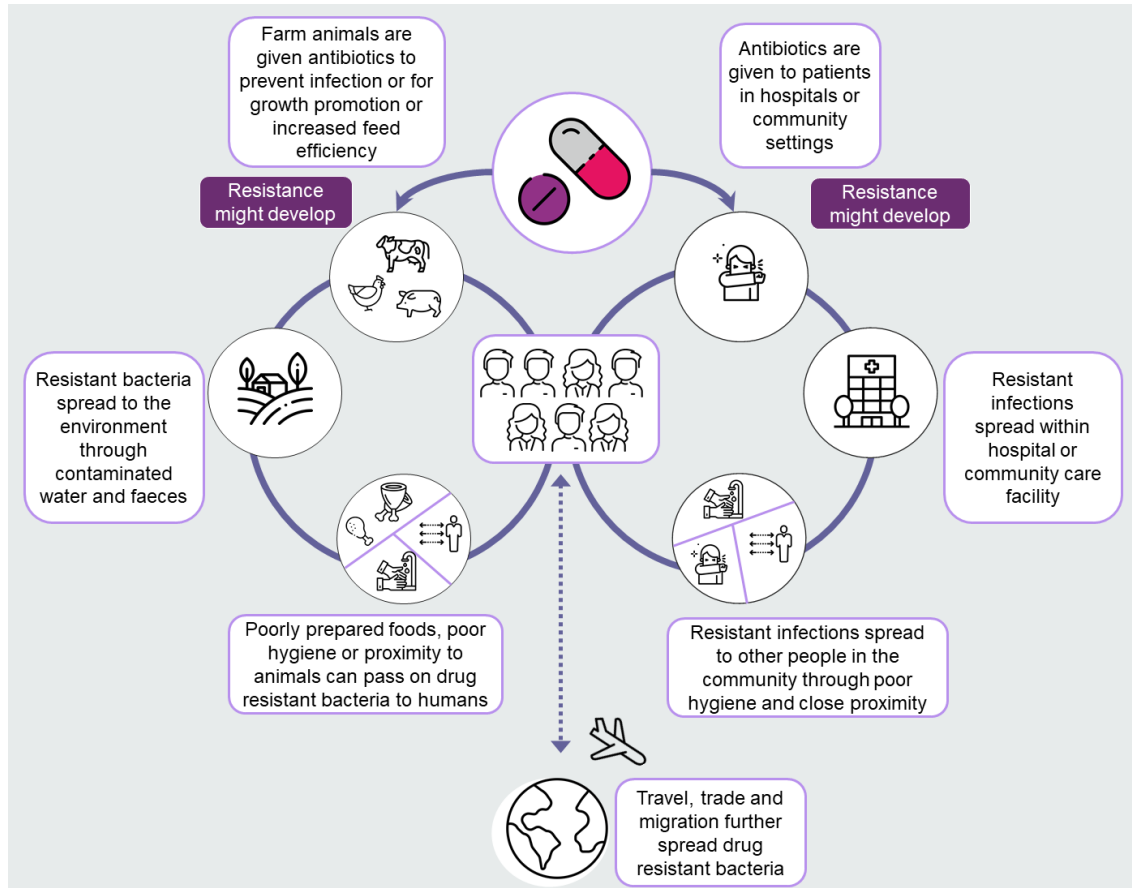 Farm animals are
given antibiotics to
prevent infection or for
growth promotion or
increased feed
efficiency
Antibiotics are
given to patients
in hospitals or
community
settings
Resistance
might develop
Resistance
might develop
Resistant bacteria
spread to the
environment
through
contaminated
water and faeces
Resistant
infections
spread within
hospital or
community care
facility
Poorly prepared foods, poor
hygiene or proximity to
animals can pass on drug
resistant bacteria to humans
Resistant infections spread
to other people in the
community through poor
hygiene and close proximity
Travel, trade and
migration further
spread drug
resistant bacteria